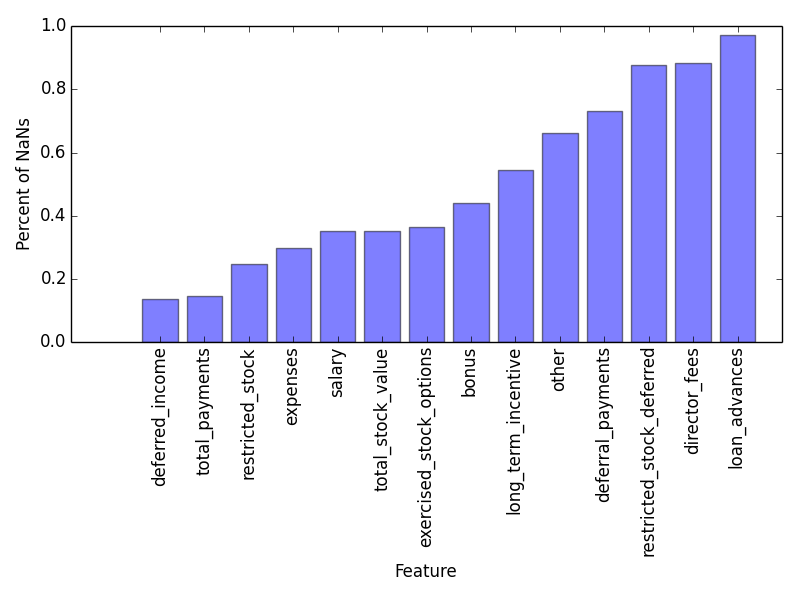 1.0
0.8
0.6
0.4
0.2
0.0
Percent of NaNs
deferred_income
total_payments
restricted_stock
expenses
salary
total_stock_value
exercised_stock_options
bonus
long_term_incentive
other
deferral_payments
restricted_stock_deferred
director_fees
loan_advances
Feature